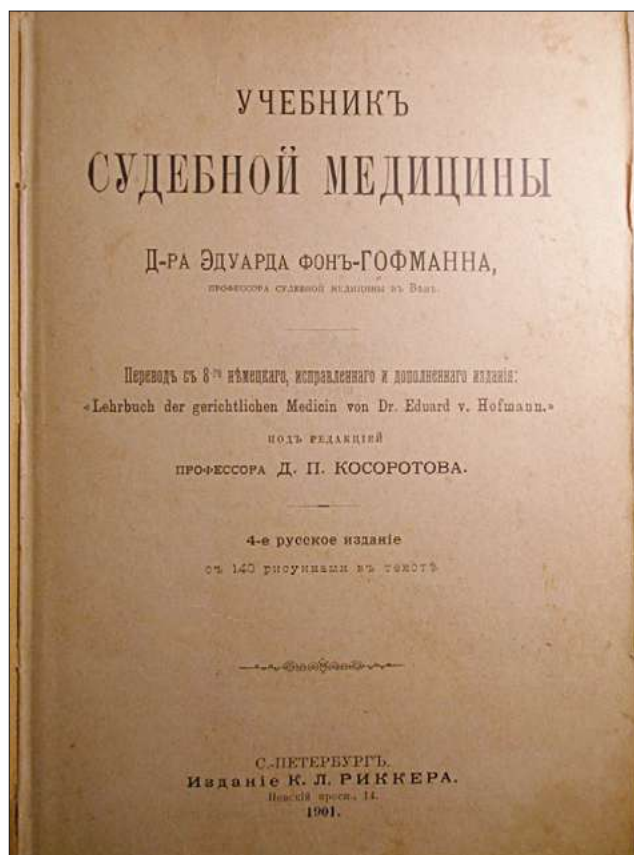 УЧЕБНИКЪ
СУДЕБНОЙ МЕДИЦИНЫ
Д-РА ЭДУАРДА ФОНЪ-ГОФМАННА,
ПРОФЕССОРА СУДЕБНОЙ МЕДИЦИНЫ ВЪ ВѢНѢ.
Переводъ съ 8-го нѣмецкаго, исправленнаго и дополненнаго изданія:
«Lehrbuch der gerichtlichen Medicin von Dr. Eduard v. Hofmann.»
ПОДЪ РЕДАКЦІЕЙ
ПРОФЕССОРА Д. П. КОСОРОТОВА.
4-е русское изданіе
съ 140 рисунками въ текстѣ
С.-ПЕТЕРБУРГЪ.
Изданіе К. Л. РИККЕРА.
Невскій просп., 14.
1901.